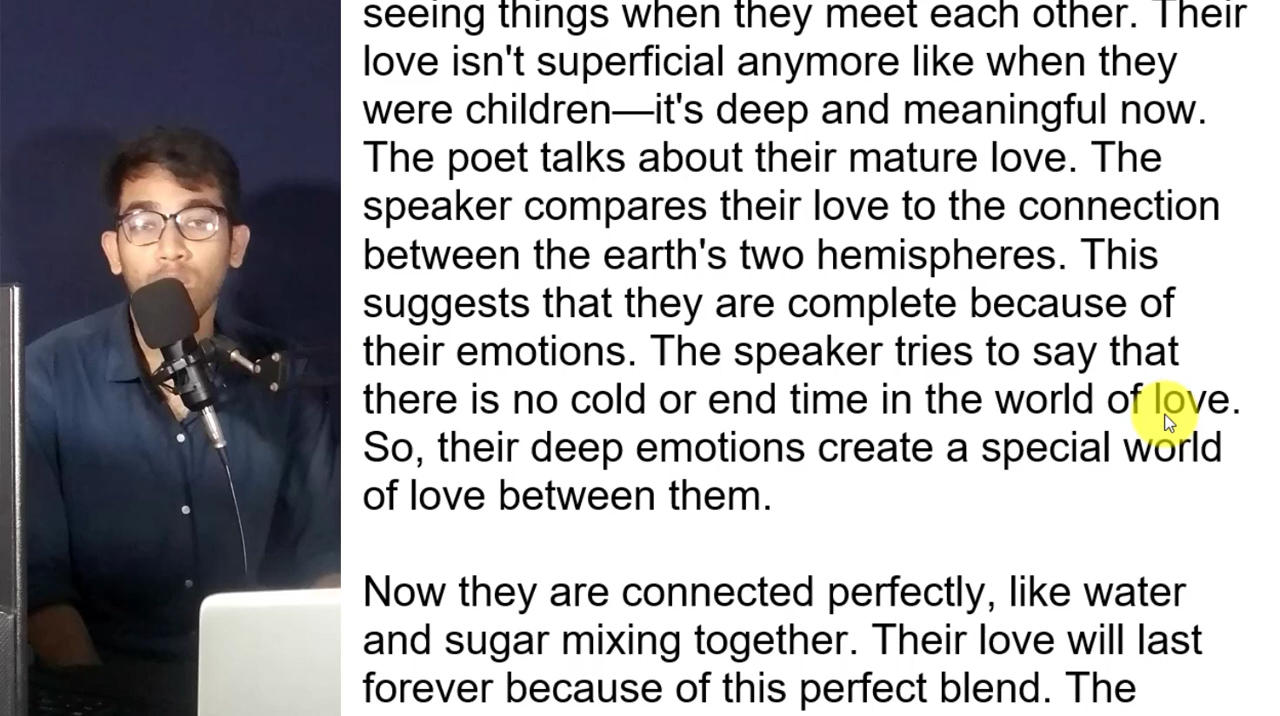 seeing things when they meet each other. Their
love isn't superficial anymore like when they
were children—it's deep and meaningful now.
The poet talks about their mature love. The
speaker compares their love to the connection
between the earth's two hemispheres. This
suggests that they are complete because of
their emotions. The speaker tries to say that
there is no cold or end time in the world of love.
So, their deep emotions create a special world
of love between them.
Now they are connected perfectly, like water
and sugar mixing together. Their love will last
forever because of this perfect blend. The